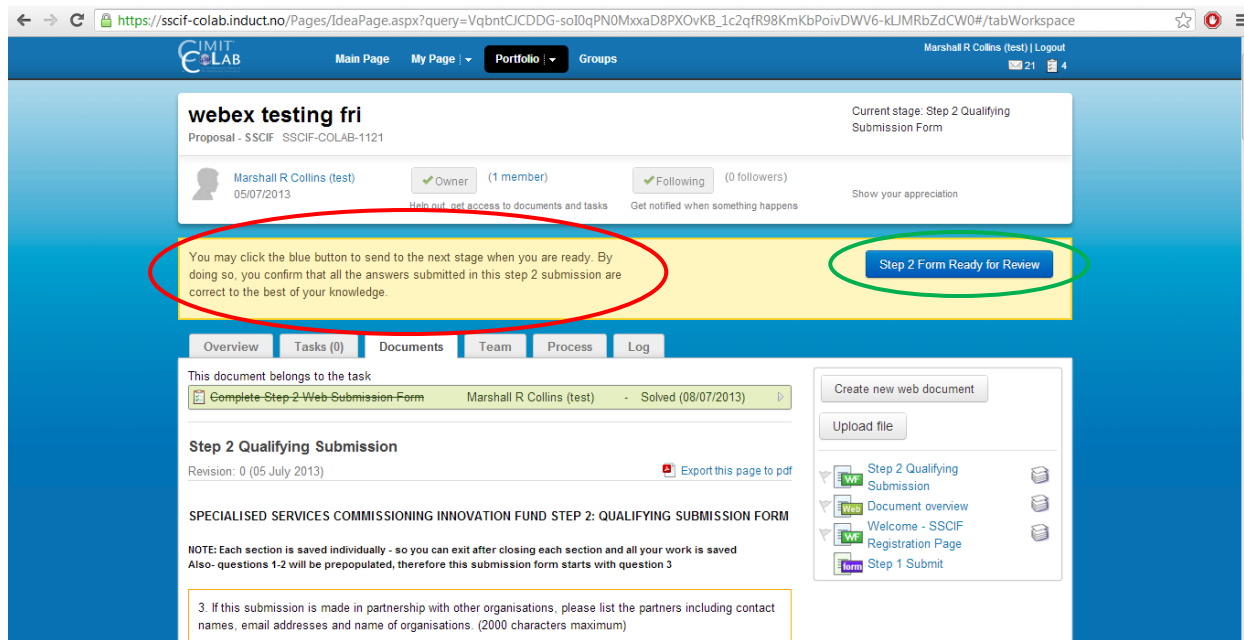 https://sscif-colab.induct.no/Pages/IdeaPage.aspx?query=VqbntCJCDDG-soI0qPN0MxxaD8PXOvKB_1c2qfR98KmKbPoivDWV6-kLJMRbZdCW0#/tabWorkspace
CIMIT
COLAB
Main Page My Page Portfolio Groups
Marshall R Collins (test) | Logout
21 4
webex testing fri
Proposal - SSCIF SSCIF-COLAB-1121
Current stage: Step 2 Qualifying
Submission Form
Marshall R Collins (test)
05/07/2013
Owner (1 member)
Help out, get access to documents and tasks
Following (0 followers)
Get notified when something happens
Show your appreciation
You may click the blue button to send to the next stage when you are ready. By
doing so, you confirm that all the answers submitted in this step 2 submission are
correct to the best of your knowledge.
Step 2 Form Ready for Review
Overview Tasks (0) Documents Team Process Log
This document belongs to the task
Complete Step 2 Web Submission Form Marshall R Collins (test) - Solved (08/07/2013)
Step 2 Qualifying Submission
Revision: 0 (05 July 2013)
Export this page to pdf
SPECIALISED SERVICES COMMISSIONING INNOVATION FUND STEP 2: QUALIFYING SUBMISSION FORM
NOTE: Each section is saved individually - so you can exit after closing each section and all your work is saved
Also- questions 1-2 will be prepopulated, therefore this submission form starts with question 3
3. If this submission is made in partnership with other organisations, please list the partners including contact
names, email addresses and name of organisations. (2000 characters maximum)
Create new web document
Upload file
WF Step 2 Qualifying
Submission
Web Document overview
WF Welcome - SSCIF
Registration Page
form Step 1 Submit